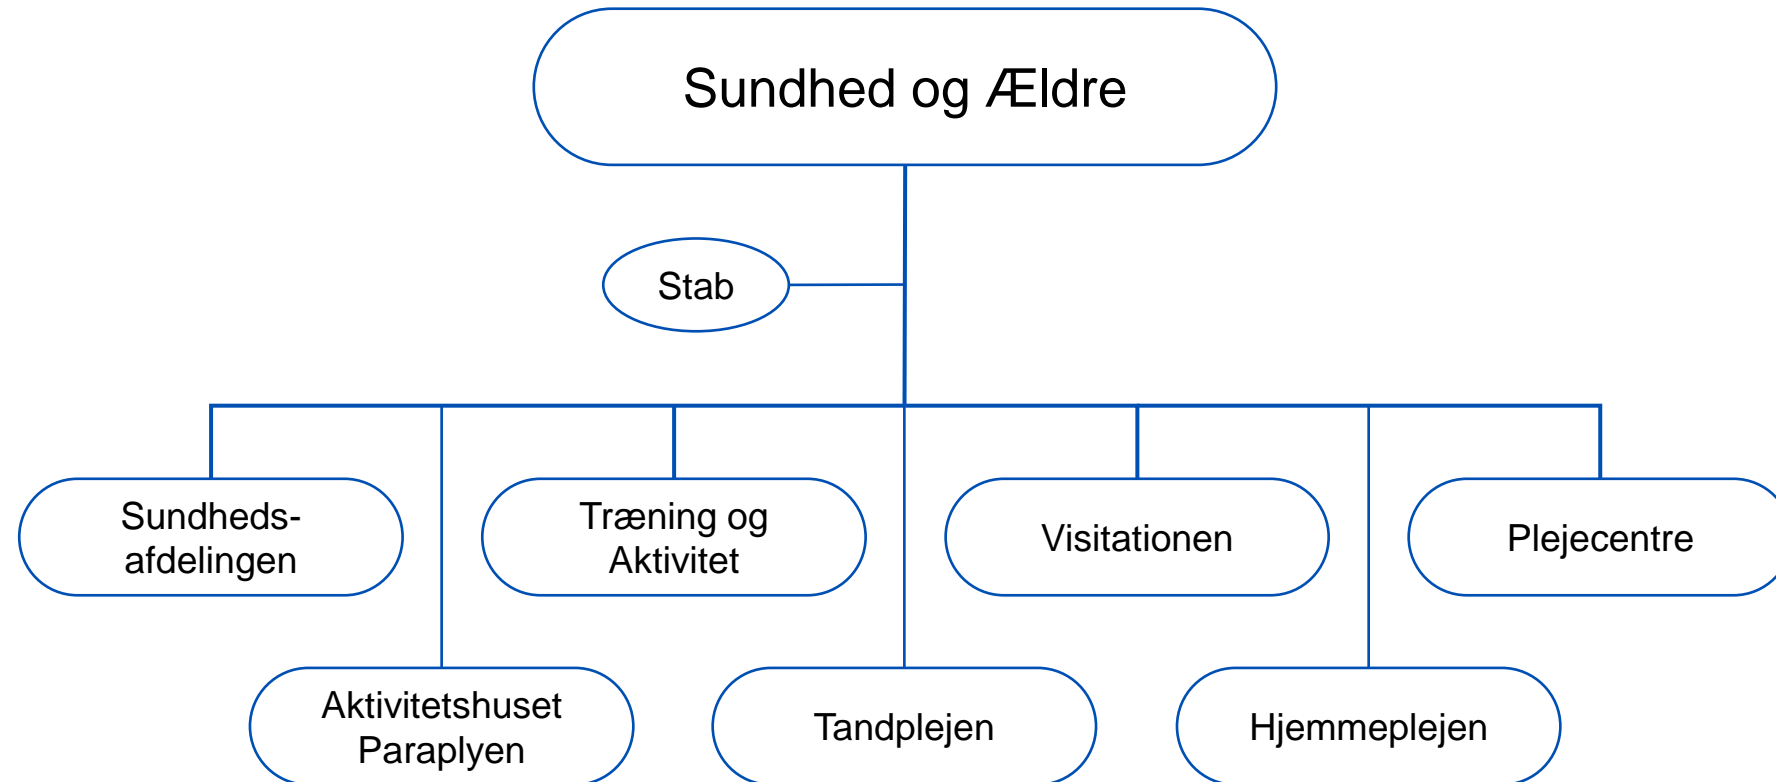 Sundhed og Ældre
Stab
Sundheds-
afdelingen
Træning og
Aktivitet
Visitationen
Plejecentre
Aktivitetshuset
Paraplyen
Tandplejen
Hjemmeplejen